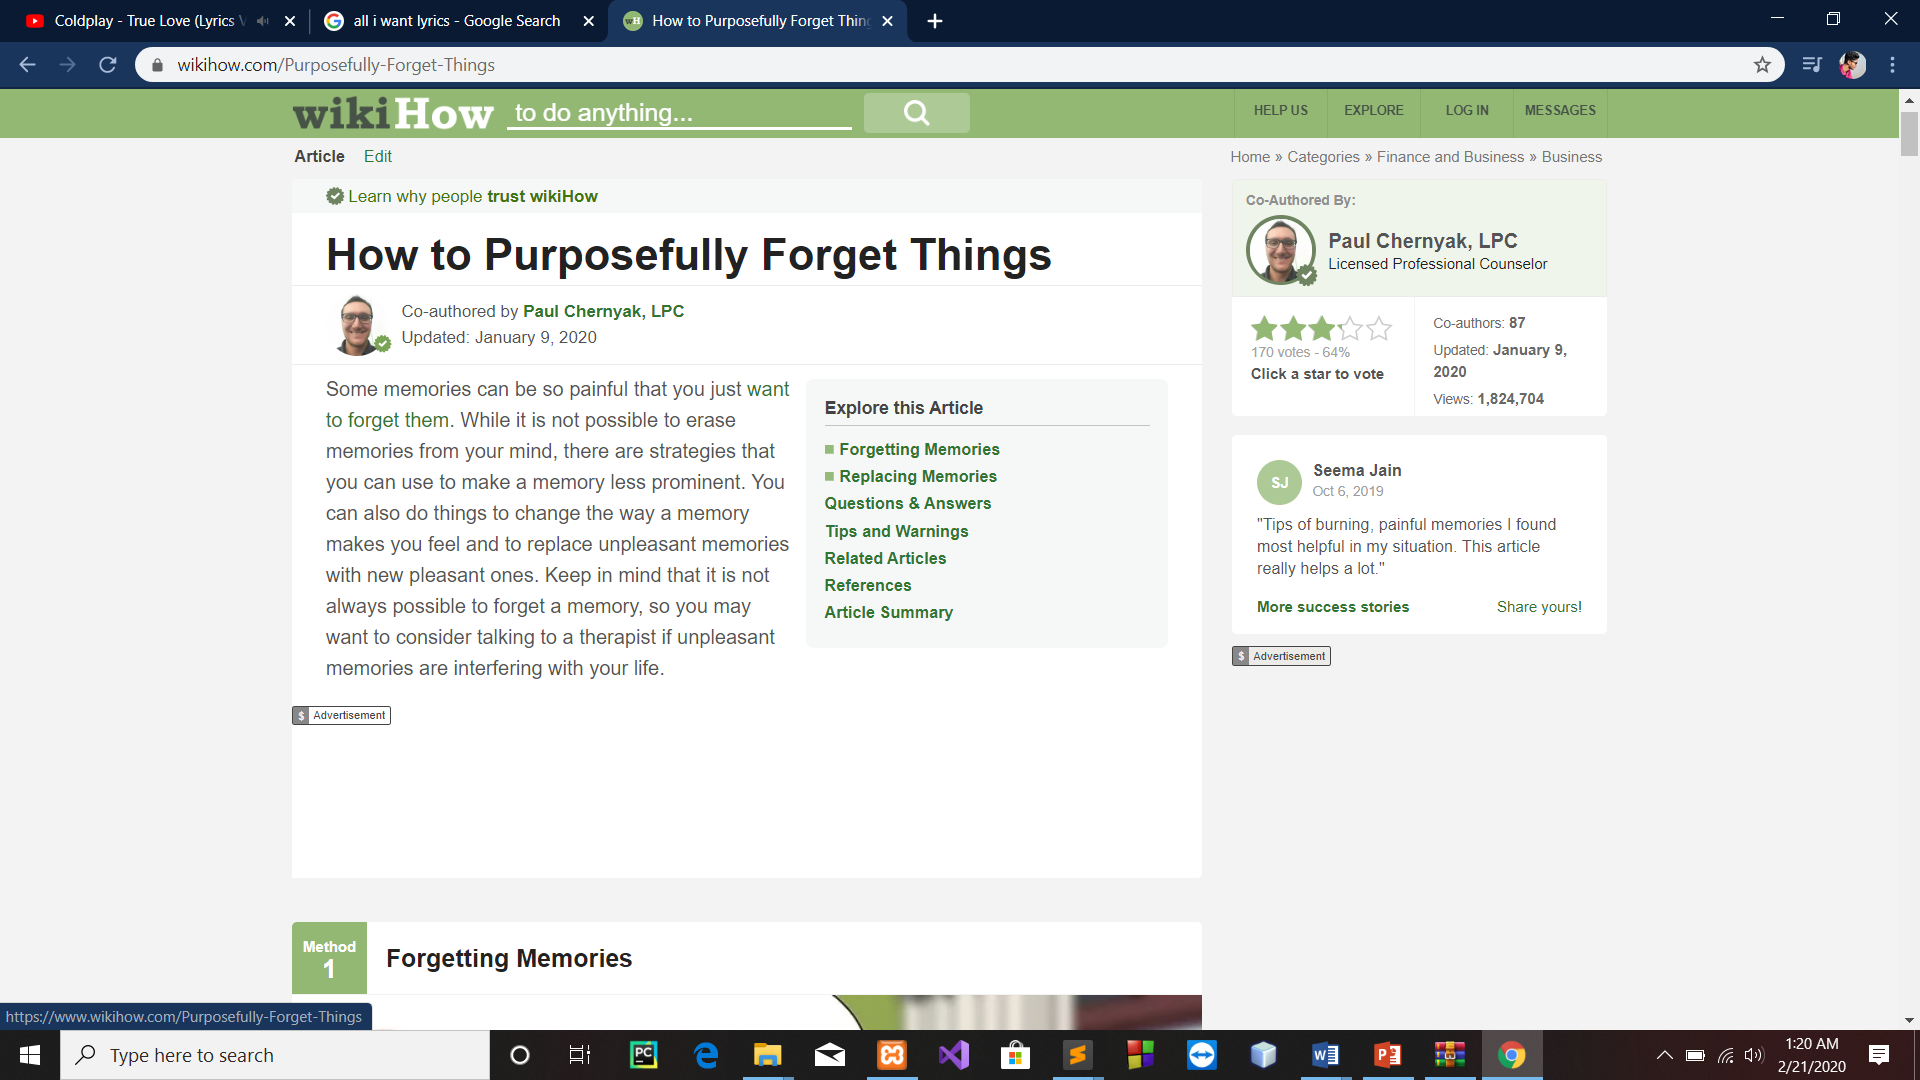 Coldplay - True Love (Lyrics V
all i want lyrics - Google Search
How to Purposefully Forget Thin
wikihow.com/Purposefully-Forget-Things
wikiHow
to do anything...
HELP US
EXPLORE
LOG IN
MESSAGES
Article
Edit
Home » Categories » Finance and Business » Business
Learn why people trust wikiHow
How to Purposefully Forget Things
Co-authored by Paul Chernyak, LPC
Updated: January 9, 2020
Some memories can be so painful that you just want
to forget them. While it is not possible to erase
memories from your mind, there are strategies that
you can use to make a memory less prominent. You
can also do things to change the way a memory
makes you feel and to replace unpleasant memories
with new pleasant ones. Keep in mind that it is not
always possible to forget a memory, so you may
want to consider talking to a therapist if unpleasant
memories are interfering with your life.
Explore this Article
Forgetting Memories
Replacing Memories
Questions & Answers
Tips and Warnings
Related Articles
References
Article Summary
$ Advertisement
Co-Authored By:
Paul Chernyak, LPC
Licensed Professional Counselor
170 votes - 64%
Click a star to vote
Co-authors: 87
Updated: January 9,
2020
Views: 1,824,704
SJ
Seema Jain
Oct 6, 2019
"Tips of burning, painful memories I found
most helpful in my situation. This article
really helps a lot."
More success stories
Share yours!
$ Advertisement
Method
1
Forgetting Memories
https://www.wikihow.com/Purposefully-Forget-Things
Type here to search
1:20 AM
2/21/2020